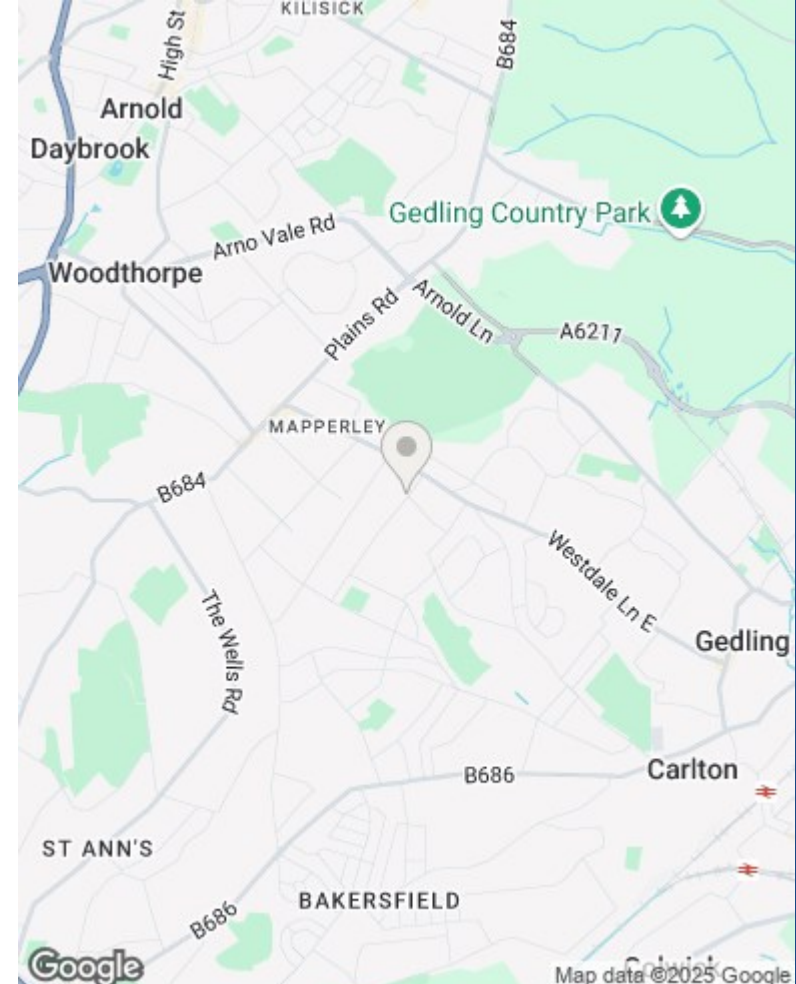 KILISICK
High St
B684
Arnold
Daybrook
Gedling Country Park
Arno Vale Rd
Woodthorpe
Plains Rd
Arnold Ln
A6211
MAPPERLEY
B684
Westdale Ln E
The Wells Rd
Gedling
Carlton
B686
ST ANN'S
BAKERSFIELD
B686
Colwick
Google
Map data ©2025 Google